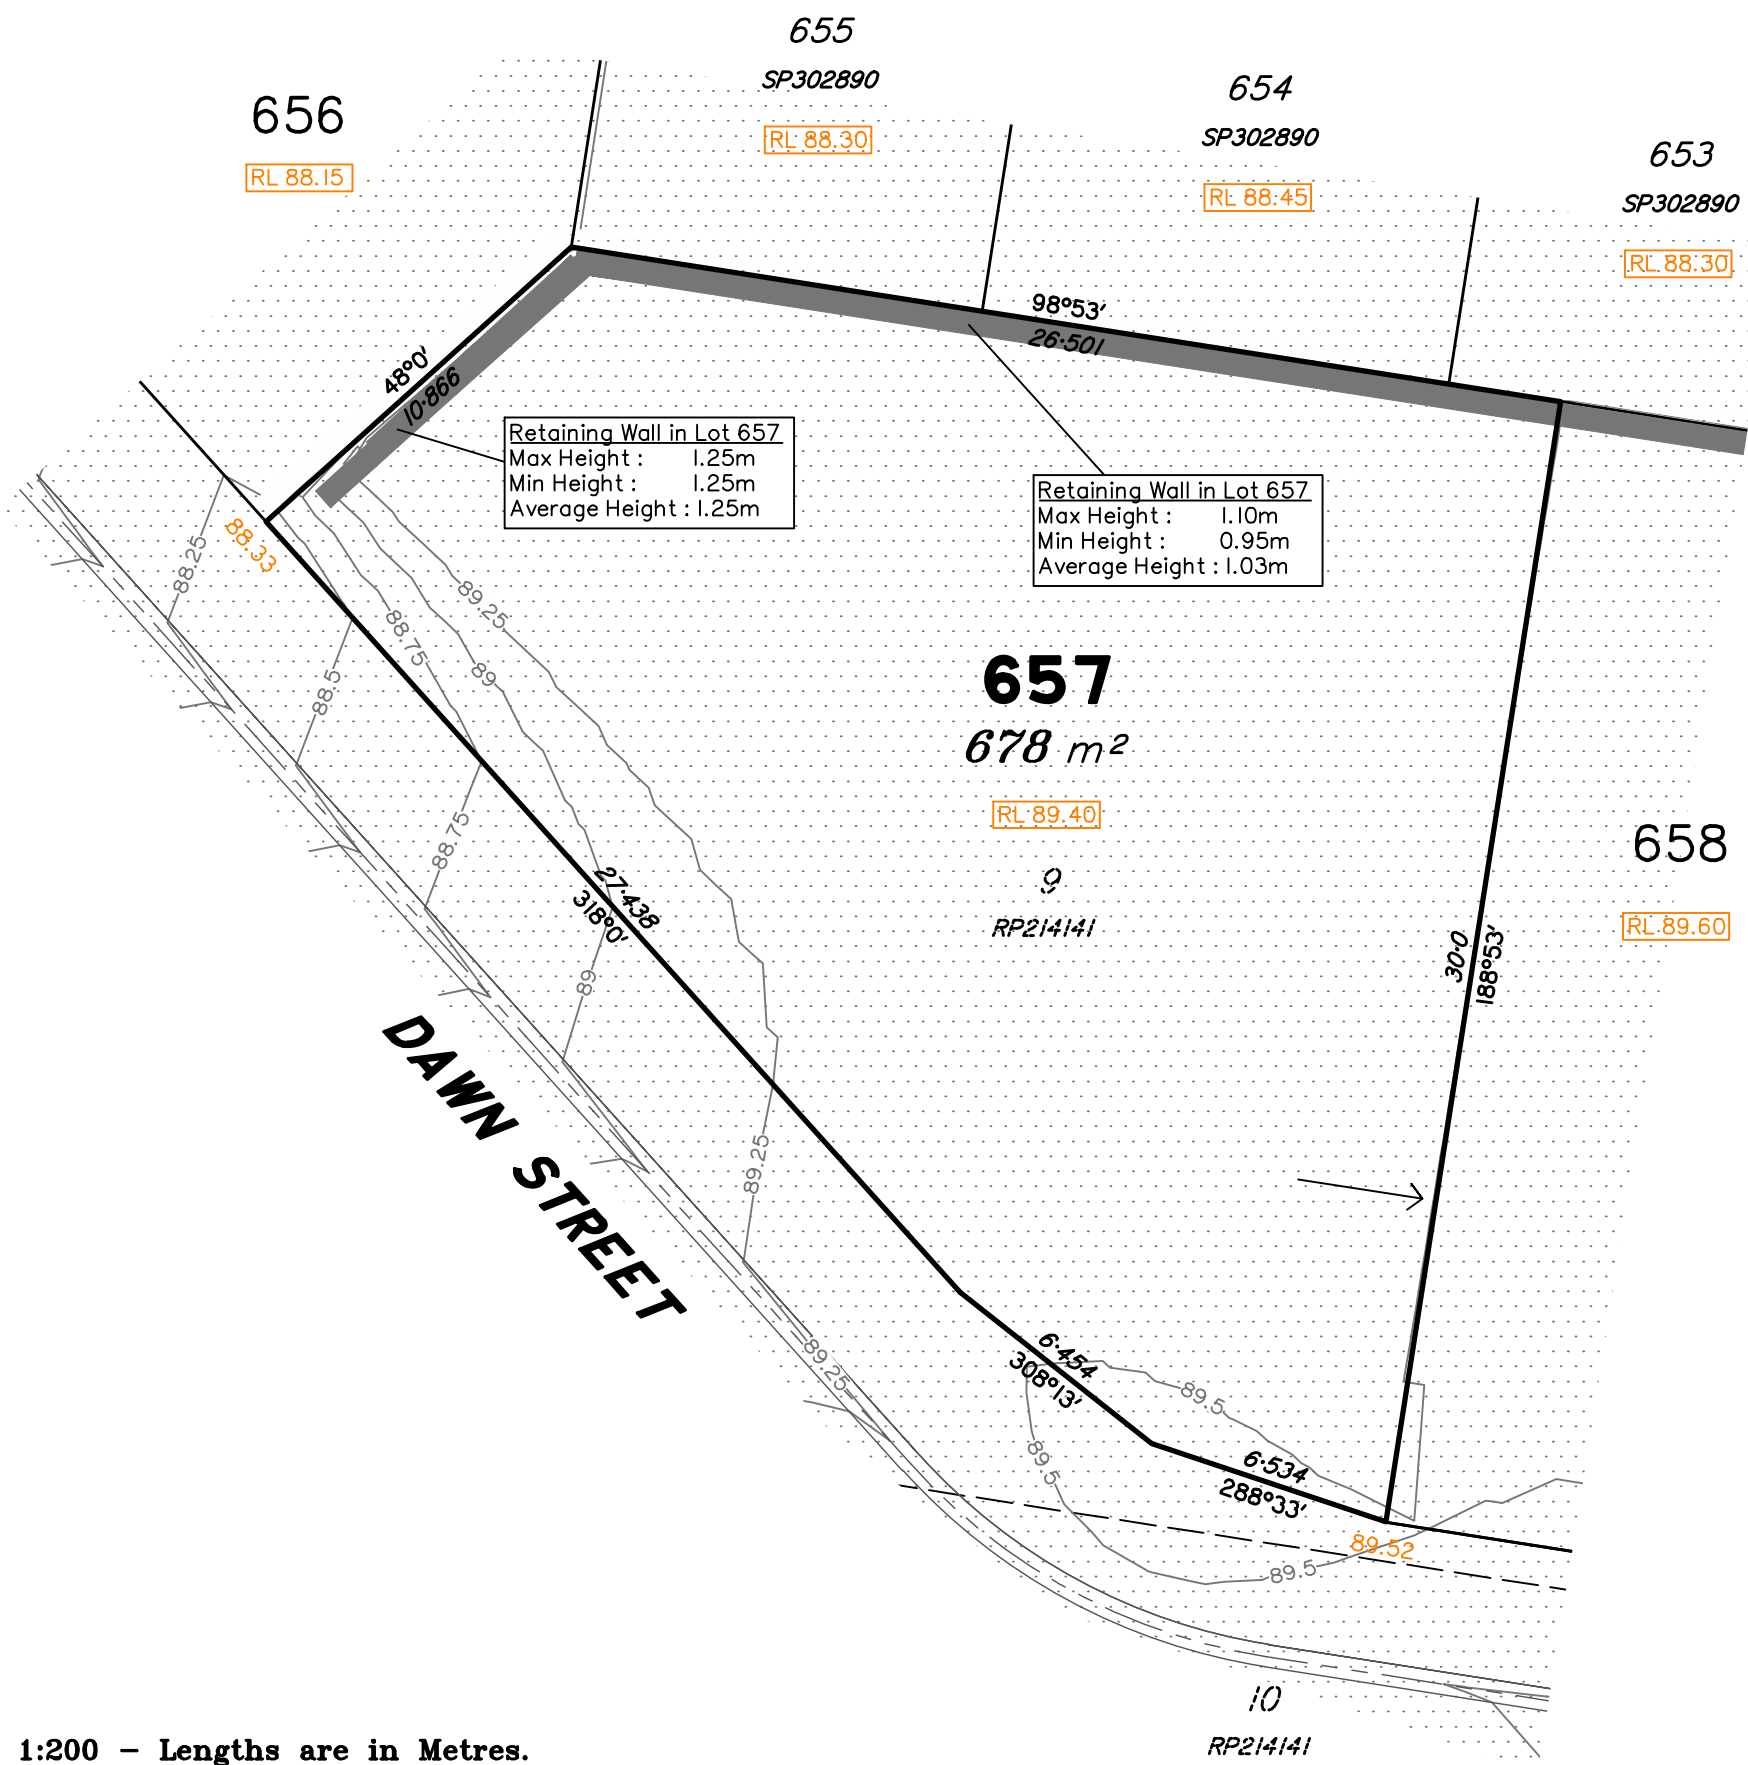 655
SP302890
RL 88.30
654
SP302890
RL 88.45
653
SP302890
RL 88.30
656
RL 88.15
98°53'
26·501
48°0'
10·866
Retaining Wall in Lot 657
Max Height : 1.25m
Min Height : 1.25m
Average Height : 1.25m
Retaining Wall in Lot 657
Max Height : 1.10m
Min Height : 0.95m
Average Height : 1.03m
88.33
88.25
89.25
88.75
88.5
89
657
678 m²
RL 89.40
88.75
658
RL 89.60
9
RP214141
27·438
318°0'
30·0
188°53'
89
DAWN STREET
89.25
89.25
6·454
308°13'
89.5
89.5
6·534
288°33'
89.52
89.5
10
RP214141
1:200 – Lengths are in Metres.